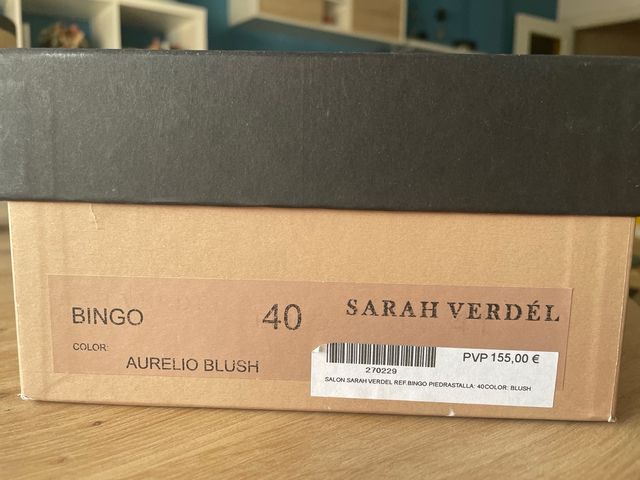 BINGO 40 SARAH VERDÉL
COLOR:
AURELIO BLUSH
PVP 155,00 €
270229
SALON SARAH VERDEL REF.BINGO PIEDRASTALLA: 40COLOR: BLUSH